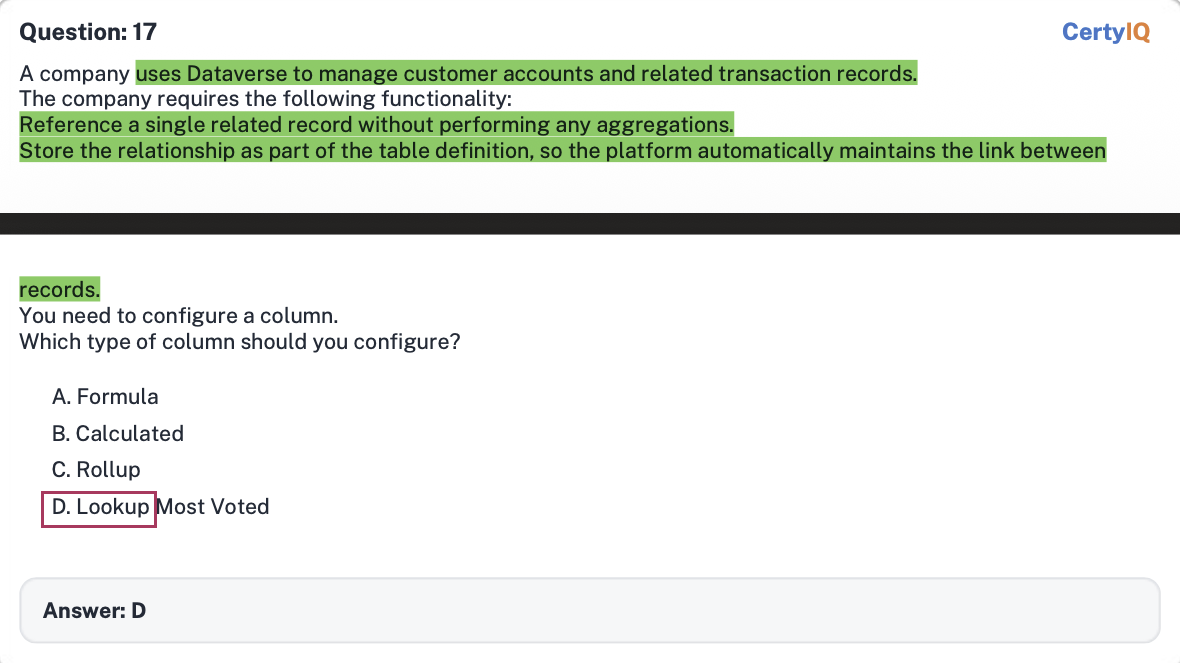 Question: 17
CertyIQ
A company uses Dataverse to manage customer accounts and related transaction records.
The company requires the following functionality:
Reference a single related record without performing any aggregations.
Store the relationship as part of the table definition, so the platform automatically maintains the link between
records.
You need to configure a column.
Which type of column should you configure?
A. Formula
B. Calculated
C. Rollup
D. Lookup Most Voted
Answer: D